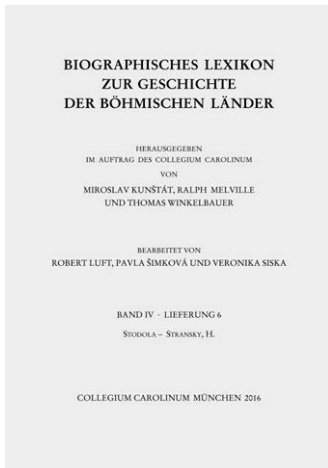 BIOGRAPHISCHES LEXIKON
ZUR GESCHICHTE
DER BÖHMISCHEN LÄNDER
HERAUSGEGEBEN
IM AUFTRAG DES COLLEGIUM CAROLINUM
VON
MIROSLAV KUNŠTÁT, RALPH MELVILLE
UND THOMAS WINKELBAUER
BEARBEITET VON
ROBERT LUFT, PAVLA ŠIMKOVÁ UND VERONIKA SISKA
BAND IV · LIEFERUNG 6
STODOLA – STRANSKY, H.
COLLEGIUM CAROLINUM MÜNCHEN 2016